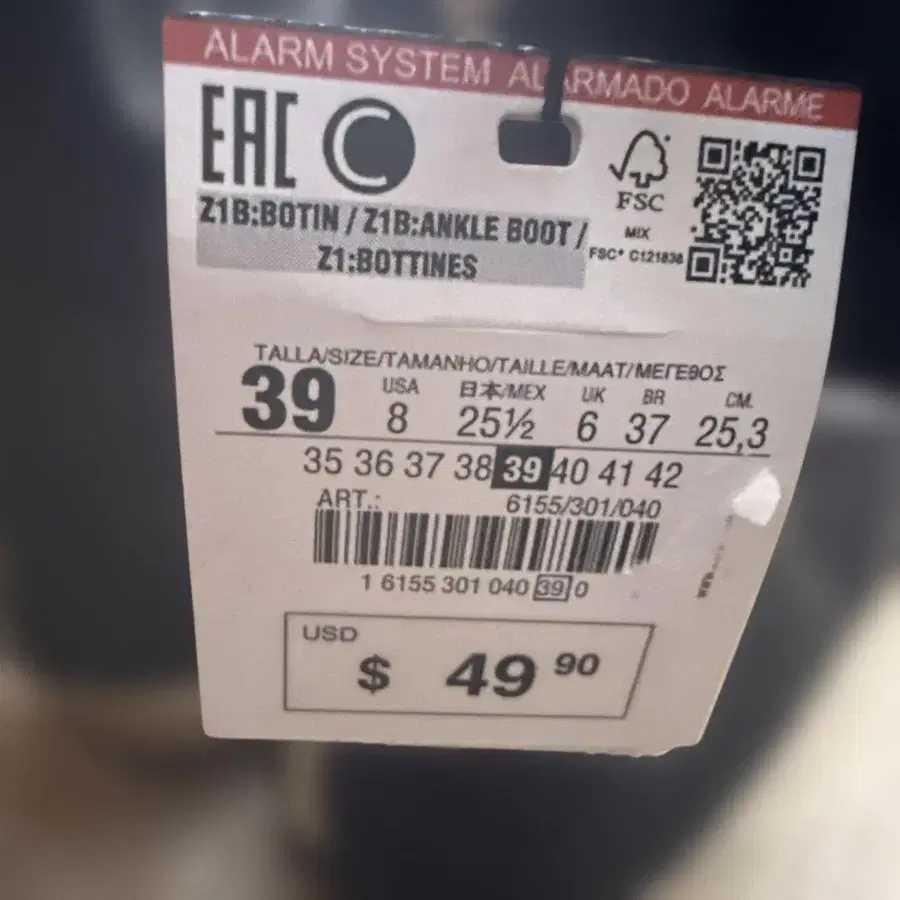 ALARM SYSTEM ALARMADO ALARME
EAC
FSC
MIX
FSC® C121838
Z1B:BOTIN / Z1B:ANKLE BOOT /
Z1:BOTTINES
TALLA/SIZE/TAMANHO/TAILLE/MAAT/ΜΕΓΕΘΟΣ
USA 日本/MEX UK BR CM.
39 8 25½ 6 37 25,3
35 36 37 38 39 40 41 42
ART.: 6155/301/040
1 6155 301 040 39 0
USD
$ 49 90